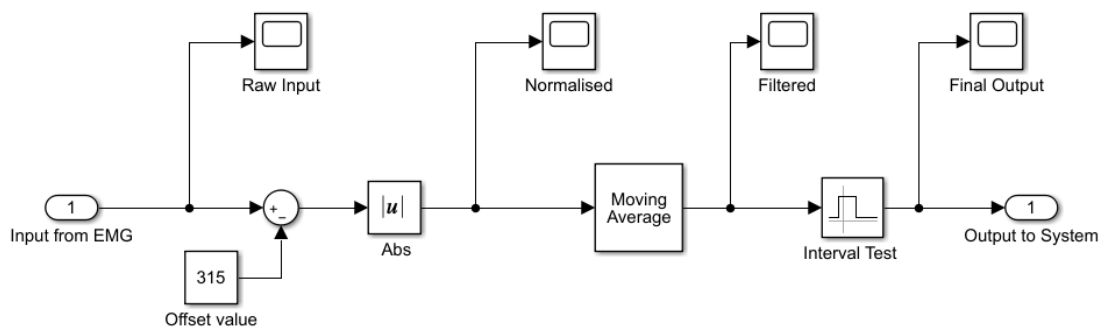 Raw Input
Normalised
Filtered
Final Output
1
Input from EMG
+
−
|u|
Abs
Moving
Average
Interval Test
1
Output to System
315
Offset value